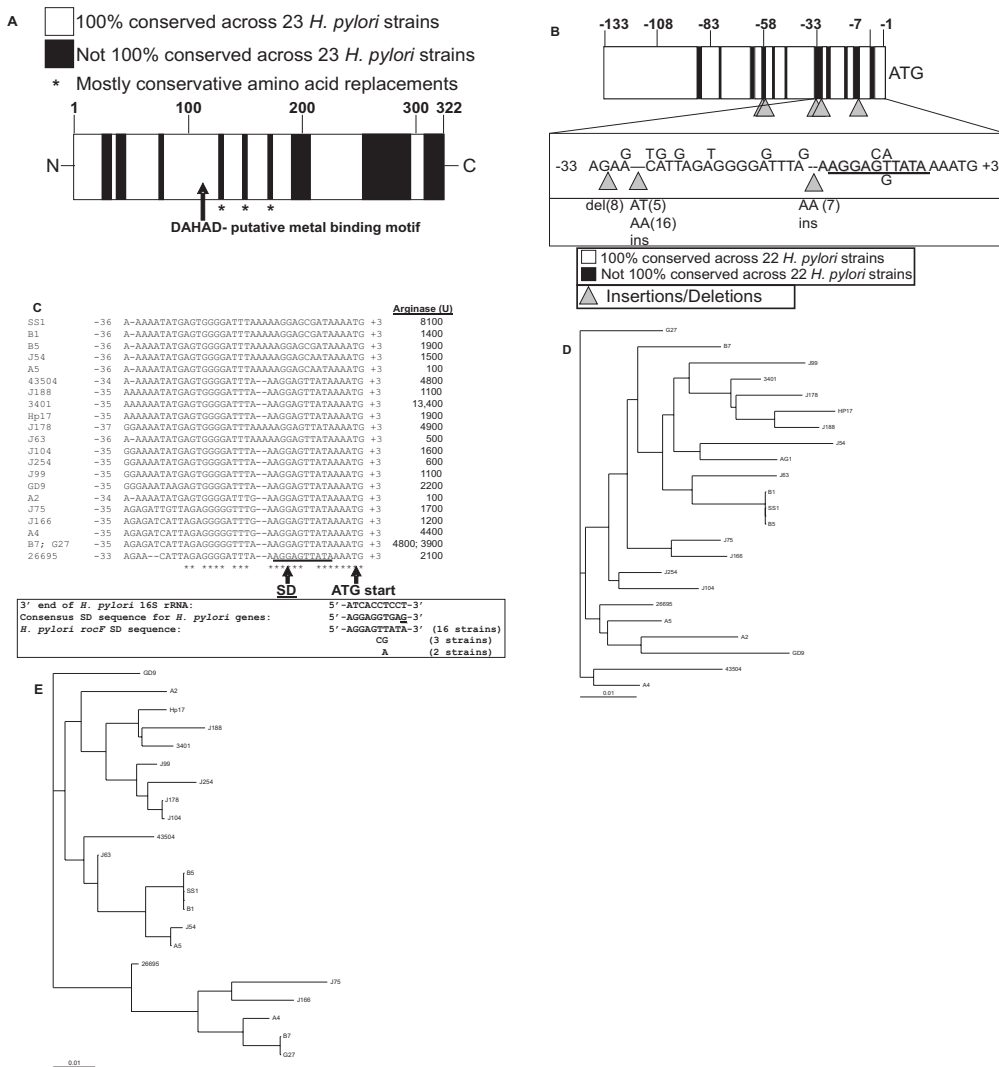 A
100% conserved across 23 H. pylori strains
Not 100% conserved across 23 H. pylori strains
* Mostly conservative amino acid replacements
1 100 200 300 322
N C
* * *
DAHAD- putative metal binding motif
B
-133 -108 -83 -58 -33 -7 -1
ATG
G TG G T G G CA
-33 AGAA—CATTAGAGGGGATTTA--AAGGAGTTATAAAATG +3
G
del(8) AT(5) AA (7)
AA(16) ins
ins
100% conserved across 22 H. pylori strains
Not 100% conserved across 22 H. pylori strains
Insertions/Deletions
C
Arginase (U)
SS1 -36 A-AAAATATGAGTGGGGATTTAAAAAGGAGCGATAAAATG +3 8100
B1 -36 A-AAAATATGAGTGGGGATTTAAAAAGGAGCGATAAAATG +3 1400
B5 -36 A-AAAATATGAGTGGGGATTTAAAAAGGAGCGATAAAATG +3 1900
J54 -36 A-AAAATATGAGTGGGGATTTAAAAAGGAGCAATAAAATG +3 1500
A5 -36 A-AAAATATGAGTGGGGATTTAAAAAGGAGCAATAAAATG +3 100
43504 -34 A-AAAATATGAGTGGGGATTTA--AAGGAGTTATAAAATG +3 4800
J188 -35 AAAAAATATGAGTGGGGATTTA--AAGGAGTTATAAAATG +3 1100
3401 -35 AAAAAATATGAGTGGGGATTTA--AAGGAGTTATAAAATG +3 13,400
Hp17 -35 AAAAAATATGAGTGGGGATTTA--AAGGAGTTATAAAATG +3 1900
J178 -37 GGAAAATATGAGTGGGGATTTAAAAAGGAGTTATAAAATG +3 4900
J63 -36 A-AAAATATGAGTGGGGATTTAAAAAGGAGTTATAAAATG +3 500
J104 -35 GGAAAATATGAGTGGGGATTTA--AAGGAGTTATAAAATG +3 1600
J254 -35 GGAAAATATGAGTGGGGATTTA--AAGGAGTTATAAAATG +3 600
J99 -35 GGAAAATATGAGTGGGGATTTA--AAGGAGTTATAAAATG +3 1100
GD9 -35 GGGAAATAAGAGTGGGGATTTA--AAGGAGTTATAAAATG +3 2200
A2 -34 A-AAAATATGAGTGGGGATTTG--AAGGAGTTATAAAATG +3 100
J75 -35 AGAGATTGTTAGAGGGGGTTTA--AAGGAGTTATAAAATG +3 1700
J166 -35 AGAGATCATTAGAGGGGGTTTA--AAGGAGTTATAAAATG +3 1200
A4 -35 AGAGATCATTAGAGGGGGTTTA--AAGGAGTTATAAAATG +3 4400
B7; G27 -35 AGAGATCATTAGAGGGGGTTTA--AAGGAGTTATAAAATG +3 4800; 3900
26695 -33 AGAA--CATTAGAGGGGATTTA--AAGGAGTTATAAAATG +3 2100
** **** *** ****** ********
SD ATG start
3' end of H. pylori 16S rRNA: 5'-ATCACCTCCT-3'
Consensus SD sequence for H. pylori genes: 5'-AGGAGGTGAG-3'
H. pylori rocF SD sequence: 5'-AGGAGTTATA-3' (16 strains)
CG (3 strains)
A (2 strains)
D
G27
B7
J99
3401
J178
HP17
J188
J54
AG1
J63
B1
SS1
B5
J75
J166
J254
J104
26695
A5
A2
GD9
43504
A4
0.01
E
GD9
A2
Hp17
J188
3401
J99
J254
J178
J104
43504
J63
B5
SS1
B1
J54
A5
26695
J75
J166
A4
B7
G27
0.01